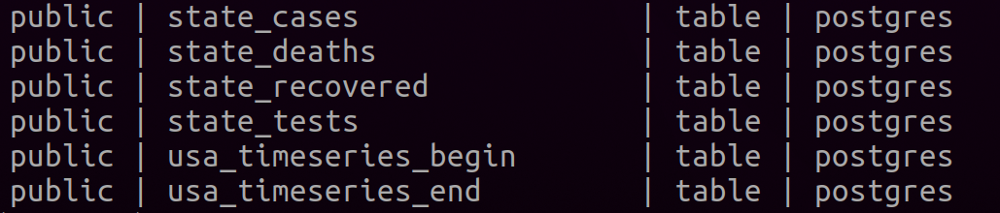 public | state_cases | table | postgres
public | state_deaths | table | postgres
public | state_recovered | table | postgres
public | state_tests | table | postgres
public | usa_timeseries_begin | table | postgres
public | usa_timeseries_end | table | postgres